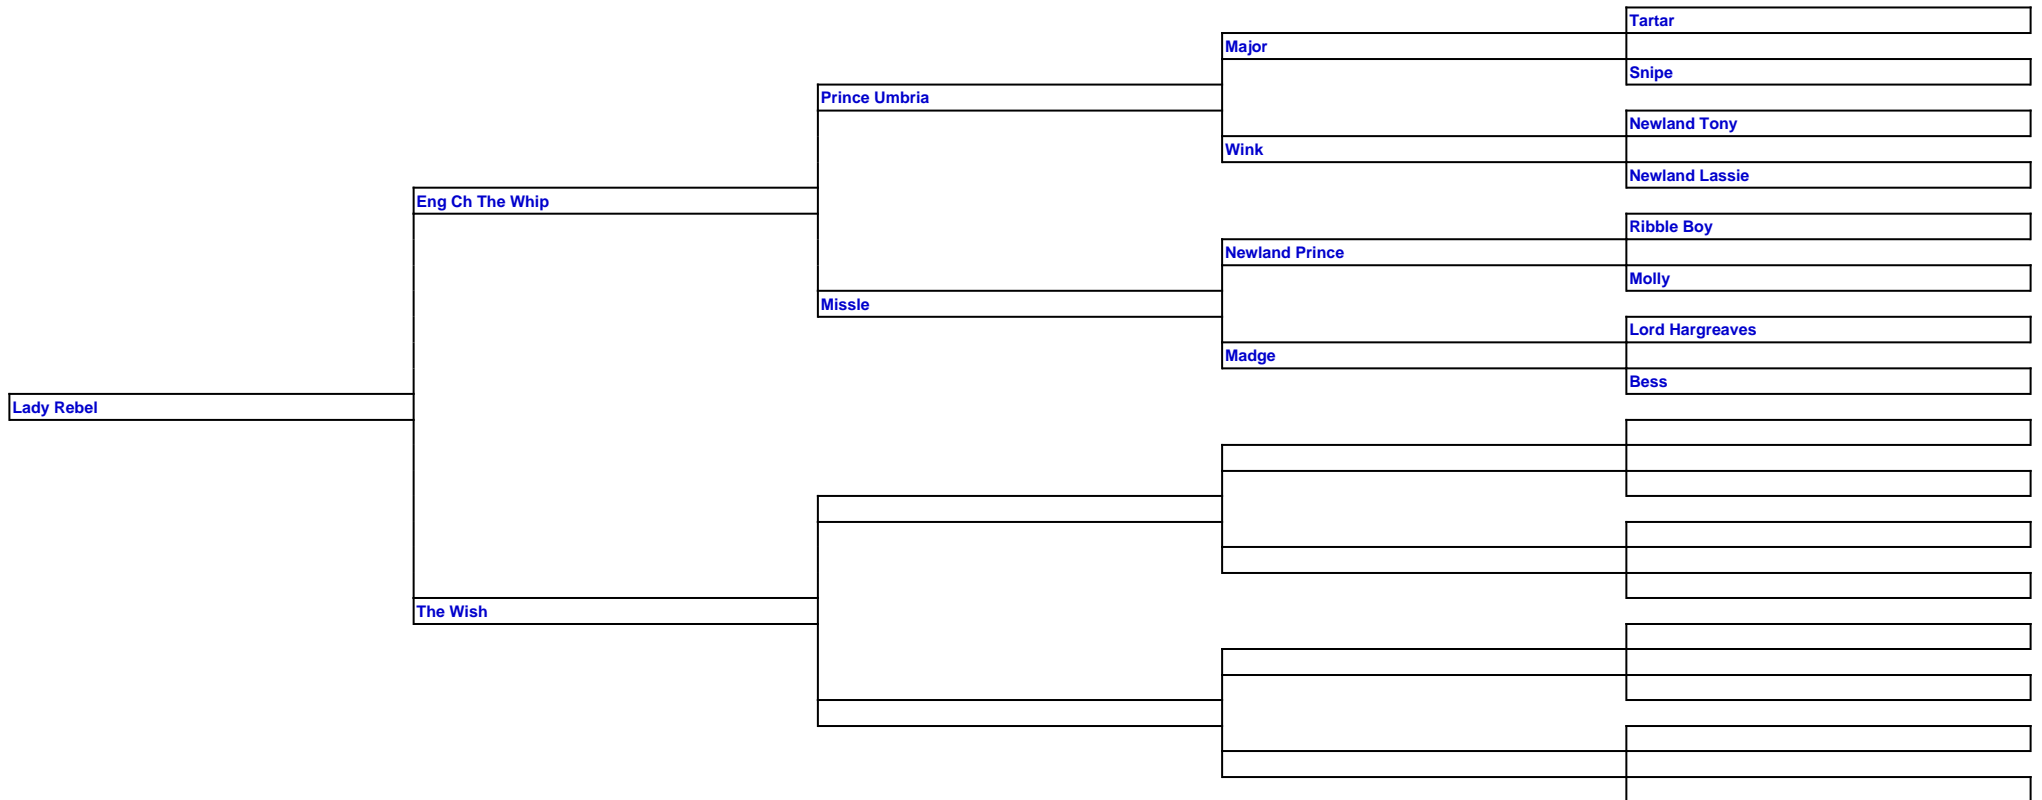 Tartar
Major
Snipe
Prince Umbria
Newland Tony
Wink
Newland Lassie
Eng Ch The Whip
Ribble Boy
Newland Prince
Molly
Missle
Lord Hargreaves
Madge
Bess
Lady Rebel
The Wish